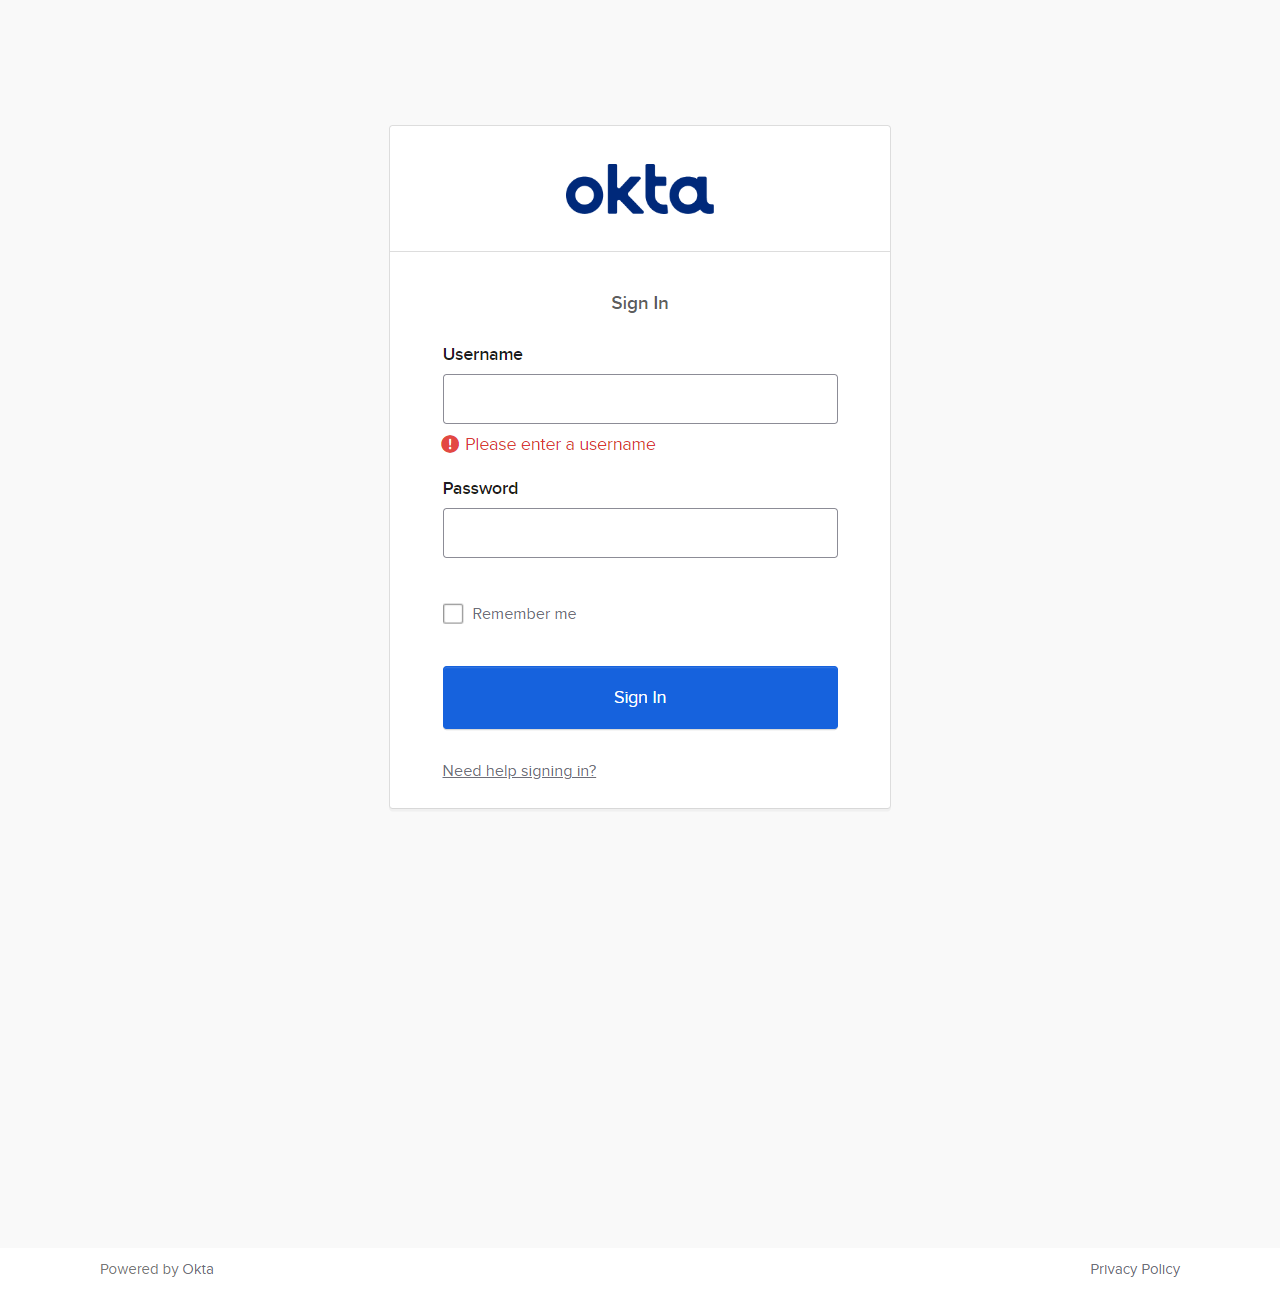 okta
Sign In
Username
Please enter a username
Password
Remember me
Sign In
Need help signing in?
Powered by Okta
Privacy Policy